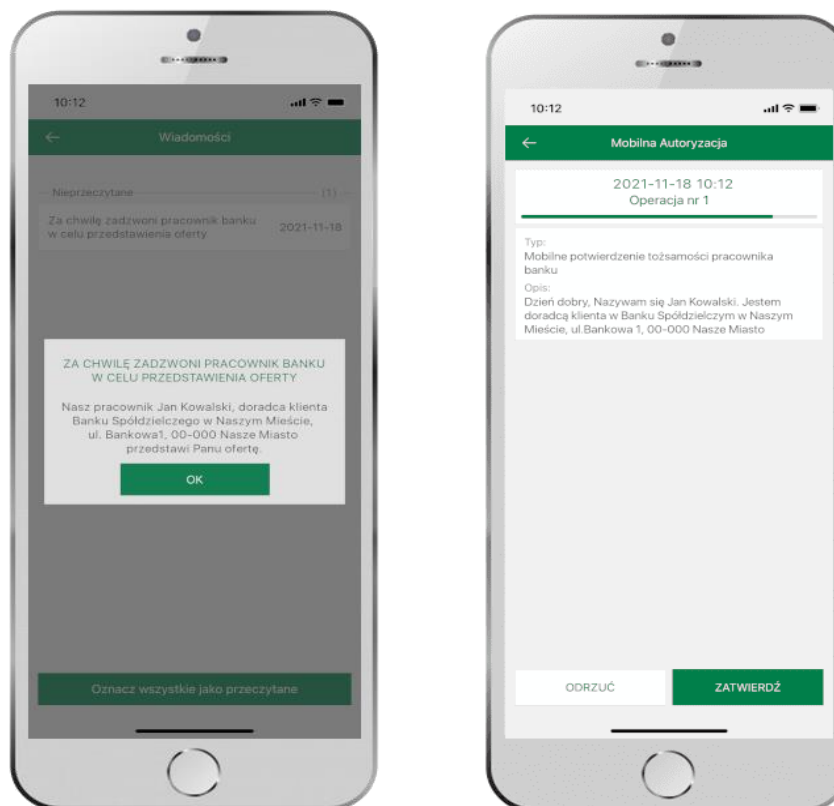 10:12
Wiadomości
Nieprzeczytane (1)
Za chwilę zadzwoni pracownik banku
w celu przedstawienia oferty
2021-11-18
ZA CHWILĘ ZADZWONI PRACOWNIK BANKU
W CELU PRZEDSTAWIENIA OFERTY
Nasz pracownik Jan Kowalski, doradca klienta
Banku Spółdzielczego w Naszym Mieście,
ul. Bankowa1, 00-000 Nasze Miasto
przedstawi Panu ofertę.
OK
Oznacz wszystkie jako przeczytane
10:12
Mobilna Autoryzacja
2021-11-18 10:12
Operacja nr 1
Typ:
Mobilne potwierdzenie tożsamości pracownika
banku
Opis:
Dzień dobry, Nazywam się Jan Kowalski. Jestem
doradcą klienta w Banku Spółdzielczym w Naszym
Mieście, ul.Bankowa 1, 00-000 Nasze Miasto
ODRZUĆ
ZATWIERDŹ